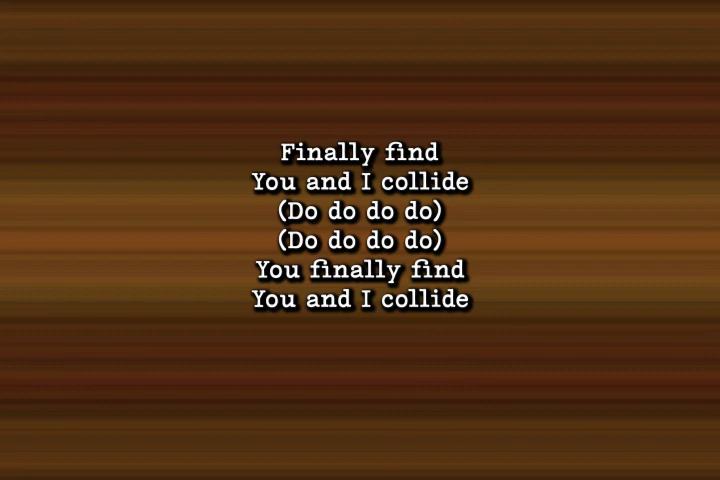 Finally find
You and I collide
(Do do do do)
(Do do do do)
You finally find
You and I collide